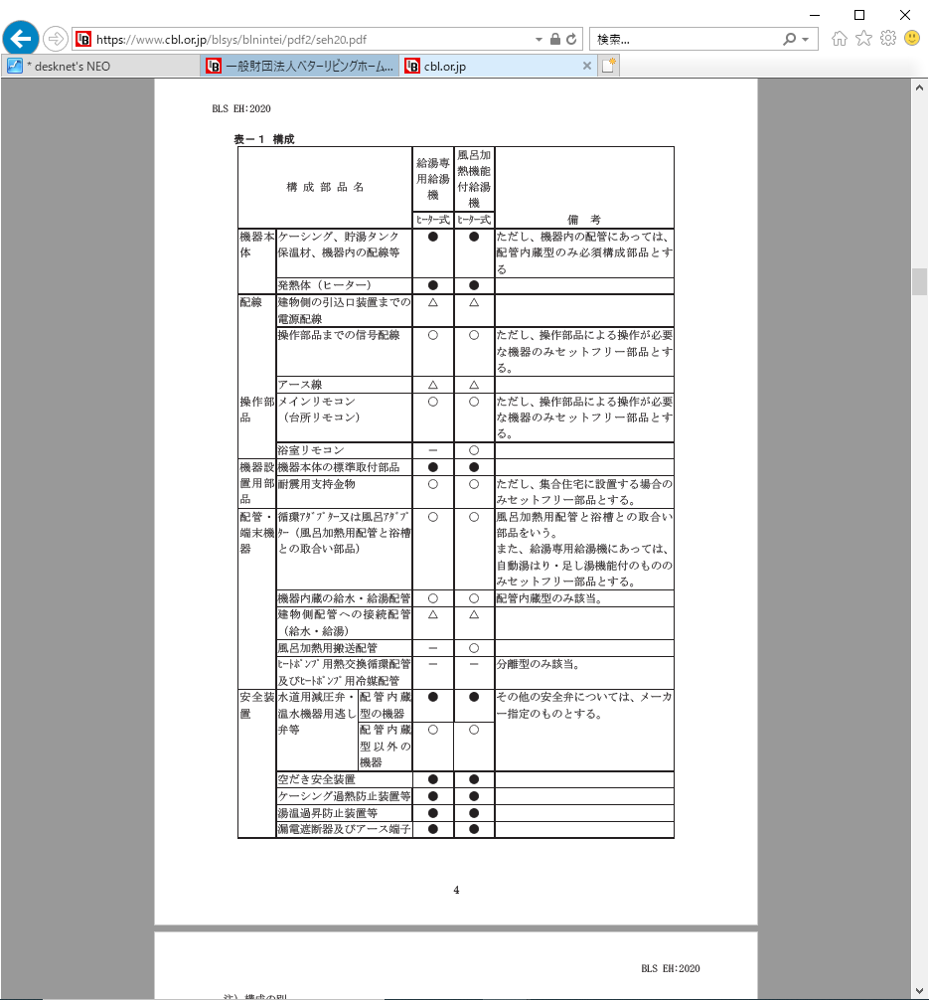 https://www.cbl.or.jp/blsys/blnintei/pdf2/seh20.pdf
検索...
* desknet's NEO
一般財団法人ベターリビングホーム...
cbl.or.jp
BLS EH:2020
表－１ 構成
構 成 部 品 名
給湯専
用給湯
機
風呂加
熱機能
付給湯
機
備　考
ﾋｰﾀｰ式 ﾋｰﾀｰ式
機器本
体
ケーシング、貯湯タンク
保温材、機器内の配線等
● ●
ただし、機器内の配管にあっては、
配管内蔵型のみ必須構成部品とす
る
発熱体（ヒーター） ● ●
配線
建物側の引込口装置までの
電源配線
△ △
操作部品までの信号配線 ○ ○
ただし、操作部品による操作が必要
な機器のみセットフリー部品とす
る。
アース線 △ △
操作部
品
メインリモコン
（台所リモコン）
○ ○
ただし、操作部品による操作が必要
な機器のみセットフリー部品とす
る。
浴室リモコン － ○
機器設
置用部
品
機器本体の標準取付部品 ● ●
耐震用支持金物 ○ ○
ただし、集合住宅に設置する場合の
みセットフリー部品とする。
配管・
端末機
器
循環ｱﾀﾞﾌﾟﾀｰ又は風呂ｱﾀﾞﾌﾟ
ﾀｰ（風呂加熱用配管と浴槽
との取合い部品）
○ ○
風呂加熱用配管と浴槽との取合い
部品をいう。
また、給湯専用給湯機にあっては、
自動湯はり・足し湯機能付のものの
みセットフリー部品とする。
機器内蔵の給水・給湯配管 ○ ○ 配管内蔵型のみ該当。
建物側配管への接続配管
（給水・給湯）
△ △
風呂加熱用搬送配管 － ○
ﾋｰﾄﾎﾟﾝﾌﾟ用熱交換循環配管
及びﾋｰﾄﾎﾟﾝﾌﾟ用冷媒配管
－ － 分離型のみ該当。
安全装
置
水道用減圧弁・
温水機器用逃し
弁等
配管内蔵
型の機器
● ●
その他の安全弁については、メーカ
ー指定のものとする。
配管内蔵
型以外の
機器
○ ○
空だき安全装置 ● ●
ケーシング過熱防止装置等 ● ●
湯温過昇防止装置等 ● ●
漏電遮断器及びアース端子 ● ●
4
BLS EH:2020
注）構成の別